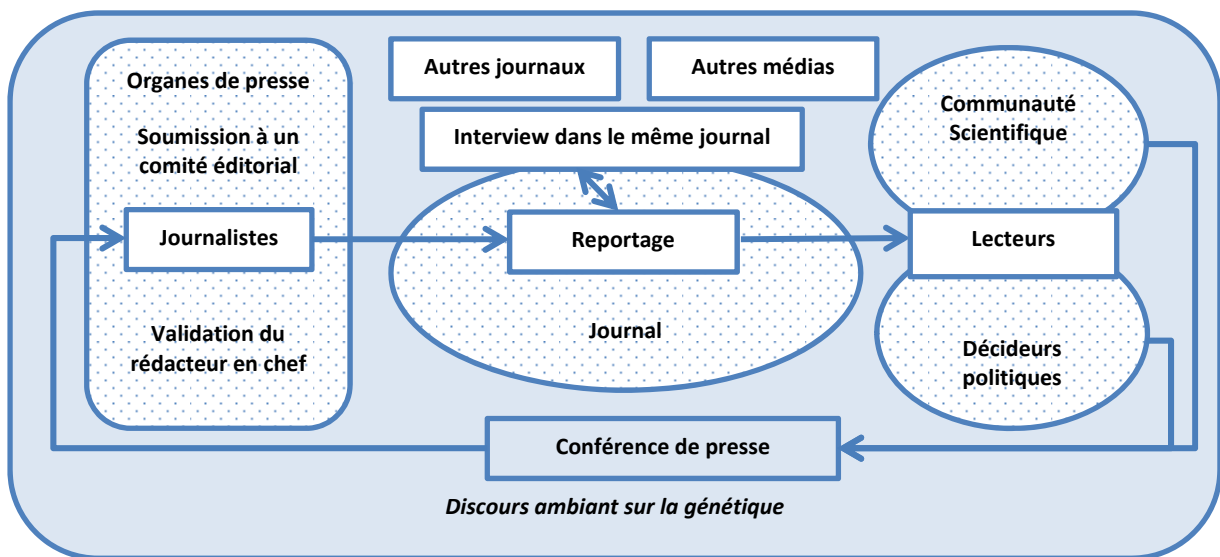 Organes de presse
Soumission à un
comité éditorial
Journalistes
Validation du
rédacteur en chef
Autres journaux
Autres médias
Interview dans le même journal
Reportage
Journal
Communauté
Scientifique
Lecteurs
Décideurs
politiques
Conférence de presse
Discours ambiant sur la génétique